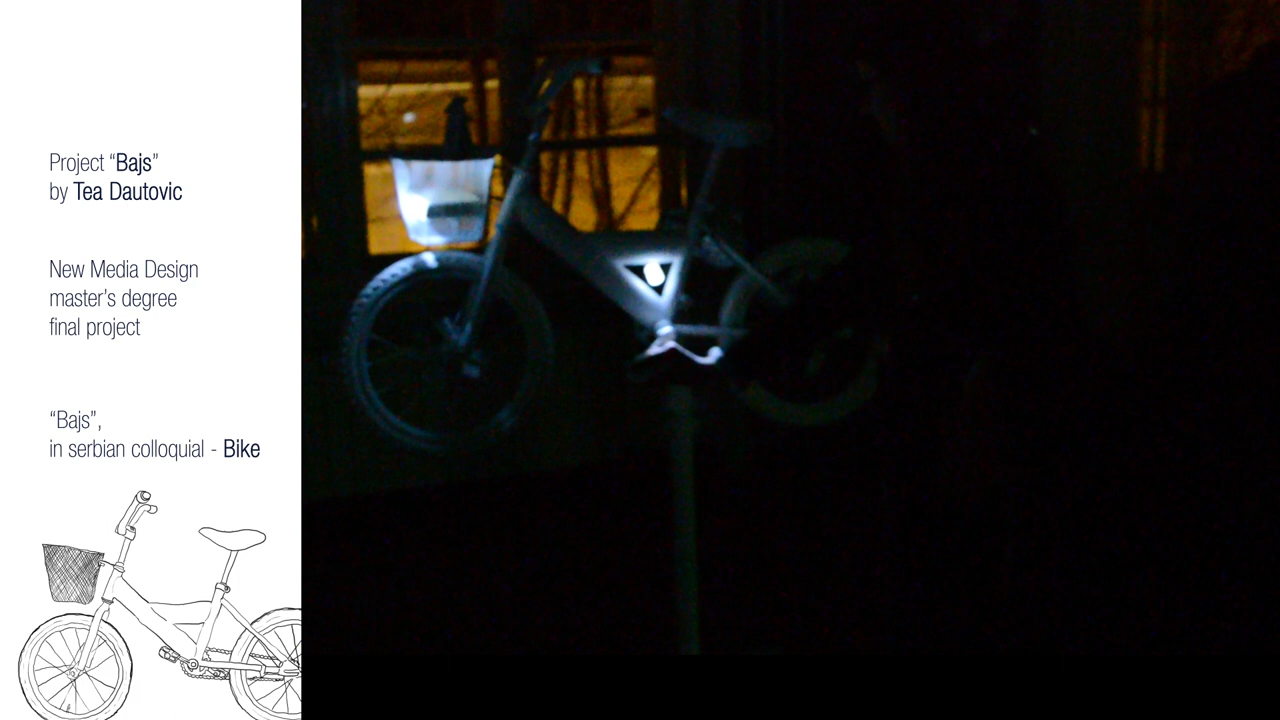 Project “Bajs”
by Tea Dautovic
New Media Design
master's degree
final project
“Bajs”,
in serbian colloquial - Bike